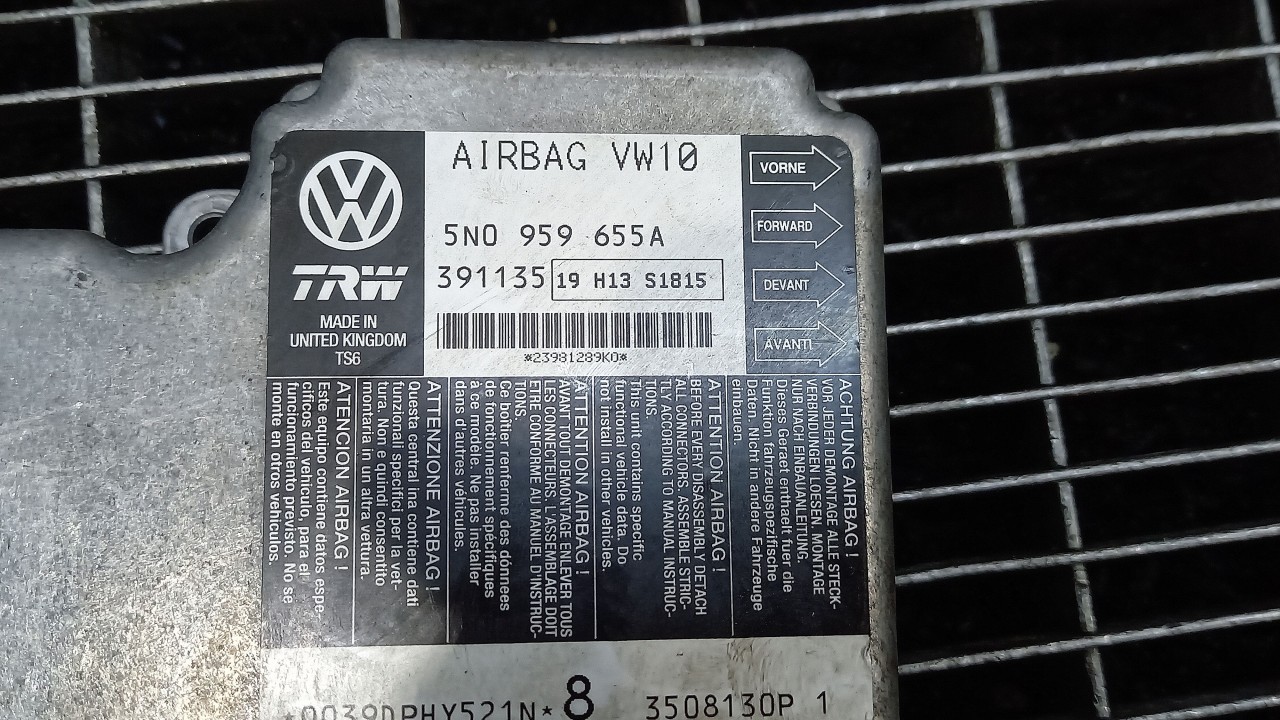 AIRBAG VW10
5N0 959 655A
391135 19 H13 S1815
*23981289K0*
VW
TRW
MADE IN
UNITED KINGDOM
TS6
VORNE
FORWARD
DEVANT
AVANTI
ACHTUNG AIRBAG !
VOR JEDER DEMONTAGE ALLE STECK-
VERBINDUNGEN LOESEN. MONTAGE
NUR NACH EINBAUANLEITUNG.
Dieses Geraet enthaelt fuer die
Funktion fahrzeugspezifische
Daten. Nicht in andere Fahrzeuge
einbauen.
ATTENTION AIRBAG !
BEFORE EVERY DISASSEMBLY DETACH
ALL CONNECTORS. ASSEMBLE STRIC-
TLY ACCORDING TO MANUAL INSTRUC-
TIONS.
This unit contains specific
functional vehicle data. Do
not install in other vehicles.
ATTENTION AIRBAG !
AVANT TOUT DEMONTAGE ENLEVER TOUS
LES CONNECTEURS. L'ASSEMBLAGE DOIT
ETRE CONFORME AU MANUEL D'INSTRUC-
TIONS.
Ce boîtier renferme des données
de fonctionnement spécifiques
à ce modèle. Ne pas installer
dans d'autres véhicules.
ATTENZIONE AIRBAG !
Questa central ina contiene dati
funzionali specifici per la vet-
tura. Non e quindi consentito
montarla in un altra vettura.
ATENCION AIRBAG !
Este equipo contiene datos espe-
cíficos del vehículo, para el
funcionamiento previsto. No se
monte en otros vehículos.
*0039DPHY521N* 8 3508130P 1